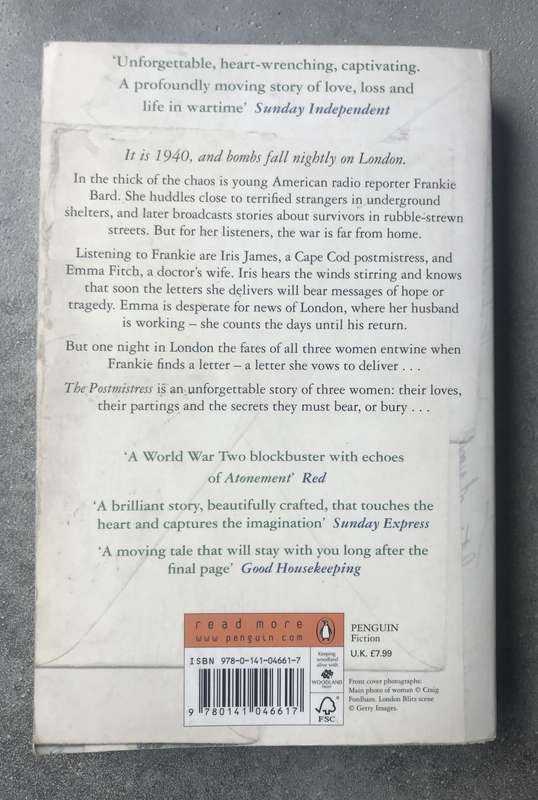 ‘Unforgettable, heart-wrenching, captivating.
A profoundly moving story of love, loss and
life in wartime’ Sunday Independent
It is 1940, and bombs fall nightly on London.
In the thick of the chaos is young American radio reporter Frankie
Bard. She huddles close to terrified strangers in underground
shelters, and later broadcasts stories about survivors in rubble-strewn
streets. But for her listeners, the war is far from home.
Listening to Frankie are Iris James, a Cape Cod postmistress, and
Emma Fitch, a doctor’s wife. Iris hears the winds stirring and knows
that soon the letters she delivers will bear messages of hope or
tragedy. Emma is desperate for news of London, where her husband
is working – she counts the days until his return.
But one night in London the fates of all three women entwine when
Frankie finds a letter – a letter she vows to deliver . . .
The Postmistress is an unforgettable story of three women: their loves,
their partings and the secrets they must bear, or bury . . .
‘A World War Two blockbuster with echoes
of Atonement’ Red
‘A brilliant story, beautifully crafted, that touches the
heart and captures the imagination’ Sunday Express
‘A moving tale that will stay with you long after the
final page’ Good Housekeeping
read more
www.penguin.com
PENGUIN
Fiction
U.K. £7.99
ISBN 978-0-141-04661-7
9 780141 046617
Keeping
woodland
alive with
WOODLAND
TRUST
FSC
Front cover photographs:
Main photo of woman © Craig
Fordham. London Blitz scene
© Getty Images.